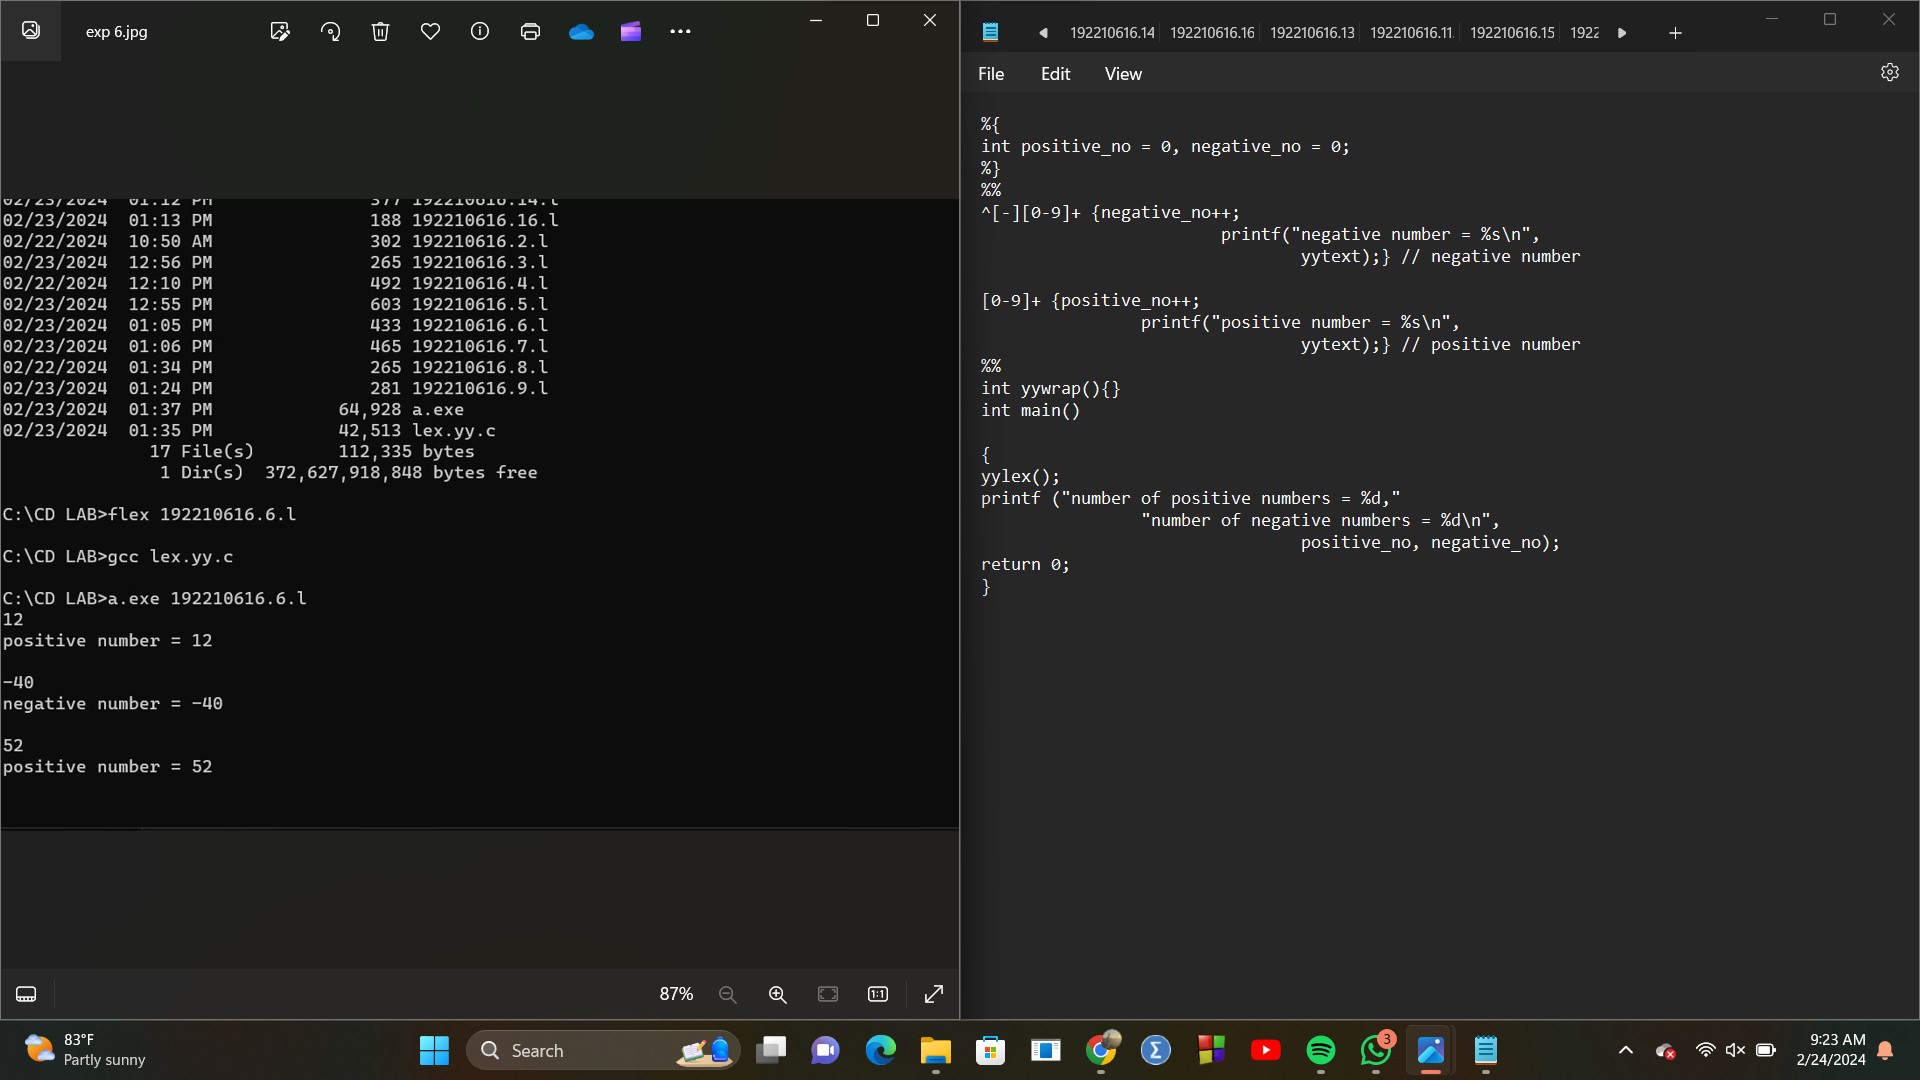 exp 6.jpg
02/23/2024  01:12 PM               377 192210616.14.l
02/23/2024  01:13 PM               188 192210616.16.l
02/22/2024  10:50 AM               302 192210616.2.l
02/23/2024  12:56 PM               265 192210616.3.l
02/22/2024  12:10 PM               492 192210616.4.l
02/23/2024  12:55 PM               603 192210616.5.l
02/23/2024  01:05 PM               433 192210616.6.l
02/23/2024  01:06 PM               465 192210616.7.l
02/22/2024  01:34 PM               265 192210616.8.l
02/23/2024  01:24 PM               281 192210616.9.l
02/23/2024  01:37 PM            64,928 a.exe
02/23/2024  01:35 PM            42,513 lex.yy.c
17 File(s)        112,335 bytes
1 Dir(s)  372,627,918,848 bytes free
C:\CD LAB>flex 192210616.6.l
C:\CD LAB>gcc lex.yy.c
C:\CD LAB>a.exe 192210616.6.l
12
positive number = 12
-40
negative number = -40
52
positive number = 52
87%
1:1
192210616.14 192210616.16 192210616.13 192210616.11. 192210616.15 1922
File Edit View
%{
int positive_no = 0, negative_no = 0;
%}
%%
^[-][0-9]+ {negative_no++;
printf("negative number = %s\n",
yytext);} // negative number
[0-9]+ {positive_no++;
printf("positive number = %s\n",
yytext);} // positive number
%%
int yywrap(){}
int main()
{
yylex();
printf ("number of positive numbers = %d,"
"number of negative numbers = %d\n",
positive_no, negative_no);
return 0;
}
83°F
Partly sunny
Search
Σ
3
9:23 AM
2/24/2024